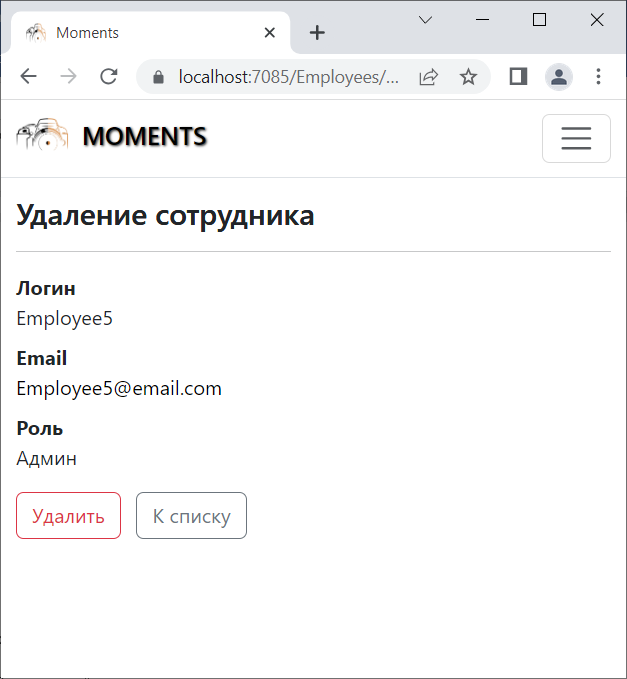 Moments
localhost:7085/Employees/...
MOMENTS
Удаление сотрудника
Логин
Employee5
Email
Employee5@email.com
Роль
Админ
Удалить
К списку